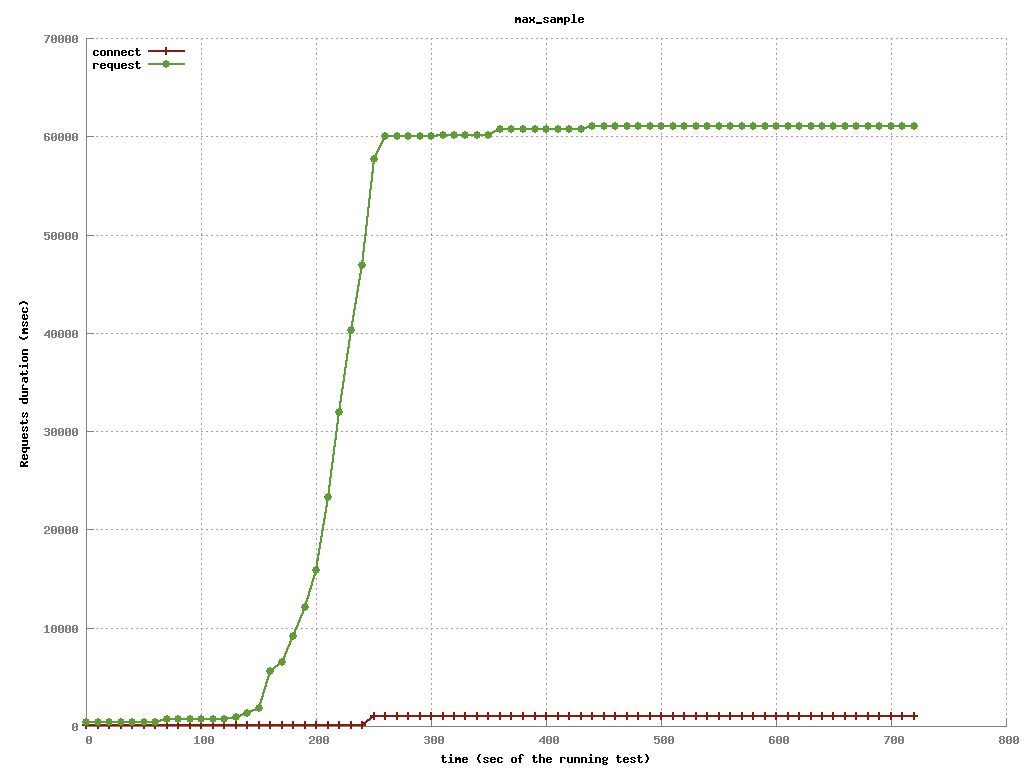 max_sample
connect
request
70000
60000
50000
40000
30000
20000
10000
0
Requests duration (msec)
0 100 200 300 400 500 600 700 800
time (sec of the running test)